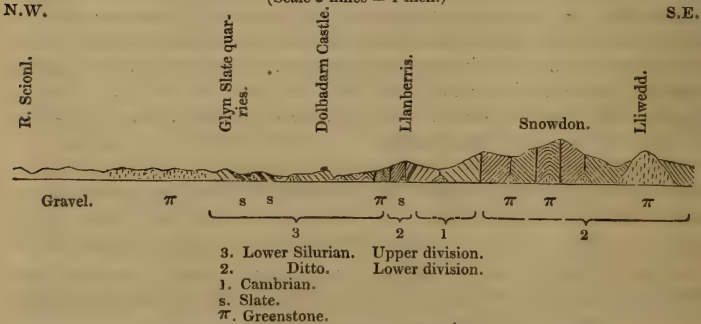 (Scale 3 miles = 1 inch.)
N.W.
S.E.
R. Scionl.
Glyn Slate quarries.
Dolbadarn Castle.
Llanberris.
Snowdon.
Lliwedd.
Gravel. π s s π s π π π
3 2 1 2
3. Lower Silurian. Upper division.
2. Ditto. Lower division.
1. Cambrian.
s. Slate.
π. Greenstone.